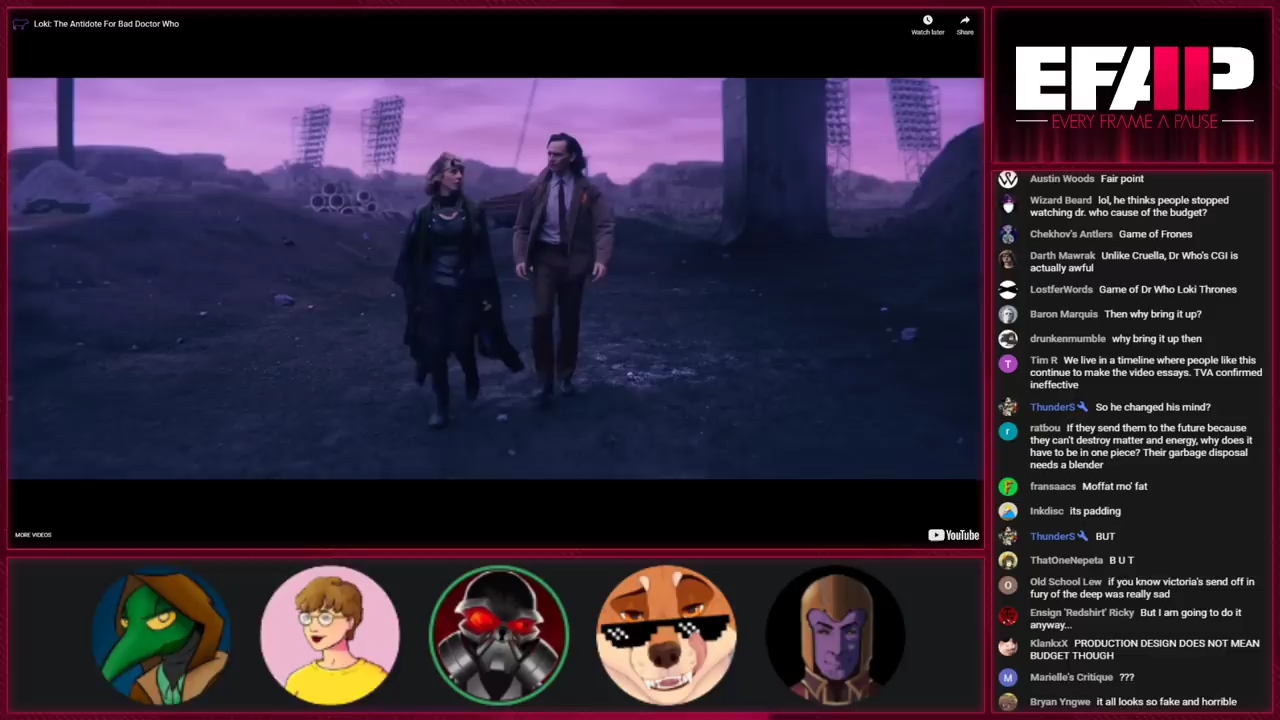 Loki: The Antidote For Bad Doctor Who
Watch later
Share
MORE VIDEOS
YouTube
EFAP
EVERY FRAME A PAUSE
Austin Woods Fair point
Wizard Beard lol, he thinks people stopped
watching dr. who cause of the budget?
Chekhov's Antlers Game of Frones
Darth Mawrak Unlike Cruella, Dr Who's CGI is
actually awful
LostferWords Game of Dr Who Loki Thrones
Baron Marquis Then why bring it up?
drunkenmumble why bring it up then
T
Tim R We live in a timeline where people like this
continue to make the video essays. TVA confirmed
ineffective
ThunderS So he changed his mind?
r
ratbou If they send them to the future because
they can't destroy matter and energy, why does it
have to be in one piece? Their garbage disposal
needs a blender
fransaacs Moffat mo' fat
Inkdisc its padding
ThunderS BUT
ThatOneNepeta B U T
O
Old School Lew if you know victoria's send off in
fury of the deep was really sad
Ensign 'Redshirt' Ricky But I am going to do it
anyway...
KlankxX PRODUCTION DESIGN DOES NOT MEAN
BUDGET THOUGH
M
Marielle's Critique ???
Bryan Yngwe it all looks so fake and horrible